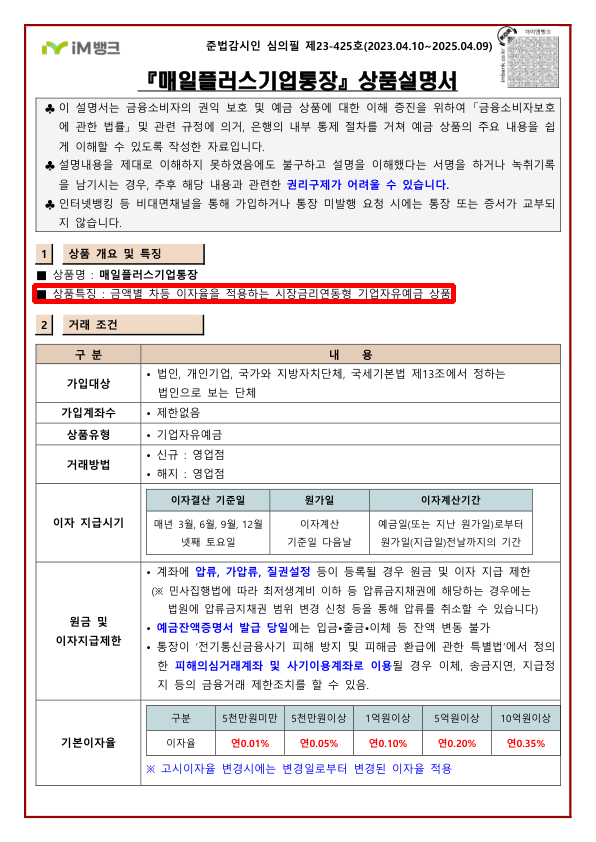 iM뱅크
준법감시인 심의필 제23-425호(2023.04.10~2025.04.09)
아이엠뱅크
imbank.co.kr
『매일플러스기업통장』 상품설명서
♣ 이 설명서는 금융소비자의 권익 보호 및 예금 상품에 대한 이해 증진을 위하여「금융소비자보호
에 관한 법률」및 관련 규정에 의거, 은행의 내부 통제 절차를 거쳐 예금 상품의 주요 내용을 쉽
게 이해할 수 있도록 작성한 자료입니다.
♣ 설명내용을 제대로 이해하지 못하였음에도 불구하고 설명을 이해했다는 서명을 하거나 녹취기록
을 남기시는 경우, 추후 해당 내용과 관련한 권리구제가 어려울 수 있습니다.
♣ 인터넷뱅킹 등 비대면채널을 통해 가입하거나 통장 미발행 요청 시에는 통장 또는 증서가 교부되
지 않습니다.
1 상품 개요 및 특징
■ 상품명 : 매일플러스기업통장
■ 상품특징 : 금액별 차등 이자율을 적용하는 시장금리연동형 기업자유예금 상품
2 거래 조건
구 분 내 용
가입대상
• 법인, 개인기업, 국가와 지방자치단체, 국세기본법 제13조에서 정하는
법인으로 보는 단체
가입계좌수 • 제한없음
상품유형 • 기업자유예금
거래방법
• 신규 : 영업점
• 해지 : 영업점
이자 지급시기
이자결산 기준일 원가일 이자계산기간
매년 3월, 6월, 9월, 12월 이자계산 예금일(또는 지난 원가일)로부터
넷째 토요일 기준일 다음날 원가일(지급일)전날까지의 기간
원금 및
이자지급제한
• 계좌에 압류, 가압류, 질권설정 등이 등록될 경우 원금 및 이자 지급 제한
(※ 민사집행법에 따라 최저생계비 이하 등 압류금지채권에 해당하는 경우에는
법원에 압류금지채권 범위 변경 신청 등을 통해 압류를 취소할 수 있습니다)
• 예금잔액증명서 발급 당일에는 입금•출금•이체 등 잔액 변동 불가
• 통장이 '전기통신금융사기 피해 방지 및 피해금 환급에 관한 특별법'에서 정의
한 피해의심거래계좌 및 사기이용계좌로 이용될 경우 이체, 송금지연, 지급정
지 등의 금융거래 제한조치를 할 수 있음.
기본이자율
구분 5천만원미만 5천만원이상 1억원이상 5억원이상 10억원이상
이자율 연0.01% 연0.05% 연0.10% 연0.20% 연0.35%
※ 고시이자율 변경시에는 변경일로부터 변경된 이자율 적용